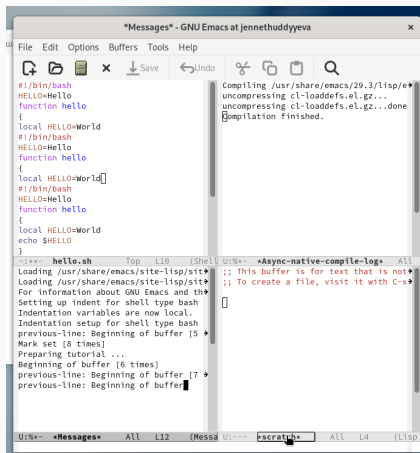 *Messages* - GNU Emacs at jennethuddyyeva
File Edit Options Buffers Tools Help
Save Undo
#!/bin/bash
HELLO=Hello
function hello
{
local HELLO=World
#!/bin/bash
HELLO=Hello
function hello
{
local HELLO=World
#!/bin/bash
HELLO=Hello
function hello
{
local HELLO=World
echo $HELLO
}
-:**- hello.sh Top L10 (Shell
Compiling /usr/share/emacs/29.3/lisp/e
uncompressing cl-loaddefs.el.gz...
uncompressing cl-loaddefs.el.gz...done
Compilation finished.
U:%*- *Async-native-compile-log* All
Loading /usr/share/emacs/site-lisp/sit
Loading /usr/share/emacs/site-lisp/sit
For information about GNU Emacs and th
Setting up indent for shell type bash
Indentation variables are now local.
Indentation setup for shell type bash
previous-line: Beginning of buffer [5
Mark set [8 times]
Preparing tutorial ...
Beginning of buffer [6 times]
previous-line: Beginning of buffer [7
previous-line: Beginning of buffer
U:%*- *Messages* All L12 (Messa
;; This buffer is for text that is not
;; To create a file, visit it with C-x
U:--- *scratch* All L4 (Lisp